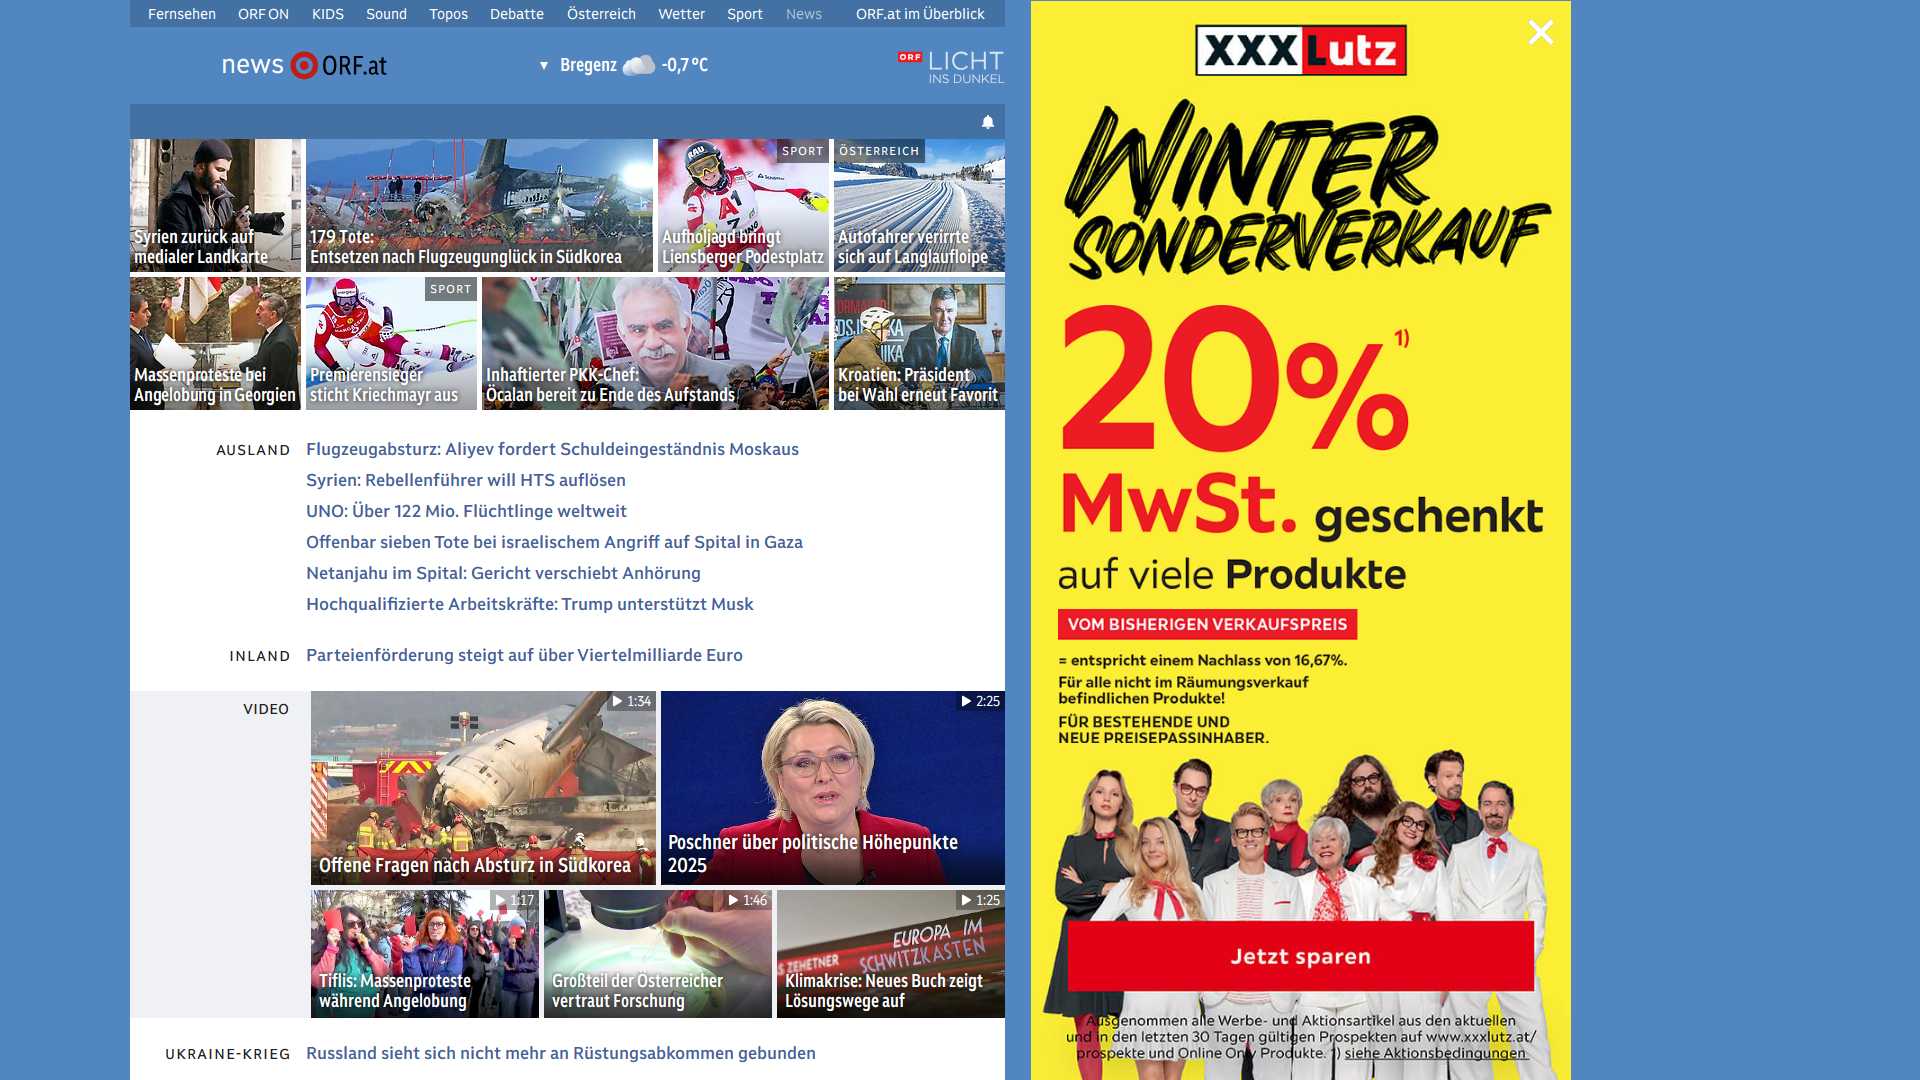 Fernsehen ORF ON KIDS Sound Topos Debatte Österreich Wetter Sport News ORF.at im Überblick
news ORF.at
Bregenz -0,7 °C
ORF LICHT
INS DUNKEL
Syrien zurück auf
medialer Landkarte
179 Tote:
Entsetzen nach Flugzeugunglück in Südkorea
SPORT
Aufholjagd bringt
Liensberger Podestplatz
ÖSTERREICH
Autofahrer verirrte
sich auf Langlaufloipe
Massenproteste bei
Angelobung in Georgien
SPORT
Premierensieger
sticht Kriechmayr aus
Inhaftierter PKK-Chef:
Öcalan bereit zu Ende des Aufstands
Kroatien: Präsident
bei Wahl erneut Favorit
AUSLAND
Flugzeugabsturz: Aliyev fordert Schuldeingeständnis Moskaus
Syrien: Rebellenführer will HTS auflösen
UNO: Über 122 Mio. Flüchtlinge weltweit
Offenbar sieben Tote bei israelischem Angriff auf Spital in Gaza
Netanjahu im Spital: Gericht verschiebt Anhörung
Hochqualifizierte Arbeitskräfte: Trump unterstützt Musk
INLAND
Parteienförderung steigt auf über Viertelmilliarde Euro
VIDEO
1:34
Offene Fragen nach Absturz in Südkorea
2:25
Poschner über politische Höhepunkte
2025
1:17
Tiflis: Massenproteste
während Angelobung
1:46
Großteil der Österreicher
vertraut Forschung
1:25
EUROPA IM
SCHWITZKASTEN
ZEHETNER
Klimakrise: Neues Buch zeigt
Lösungswege auf
UKRAINE-KRIEG
Russland sieht sich nicht mehr an Rüstungsabkommen gebunden
XXXLutz
WINTER
SONDERVERKAUF
20% 1)
MwSt. geschenkt
auf viele Produkte
VOM BISHERIGEN VERKAUFSPREIS
= entspricht einem Nachlass von 16,67%.
Für alle nicht im Räumungsverkauf
befindlichen Produkte!
FÜR BESTEHENDE UND
NEUE PREISEPASSINHABER.
Jetzt sparen
Ausgenommen alle Werbe- und Aktionsartikel aus den aktuellen
und in den letzten 30 Tagen gültigen Prospekten auf www.xxxlutz.at/
prospekte und Online Only Produkte. 1) siehe Aktionsbedingungen